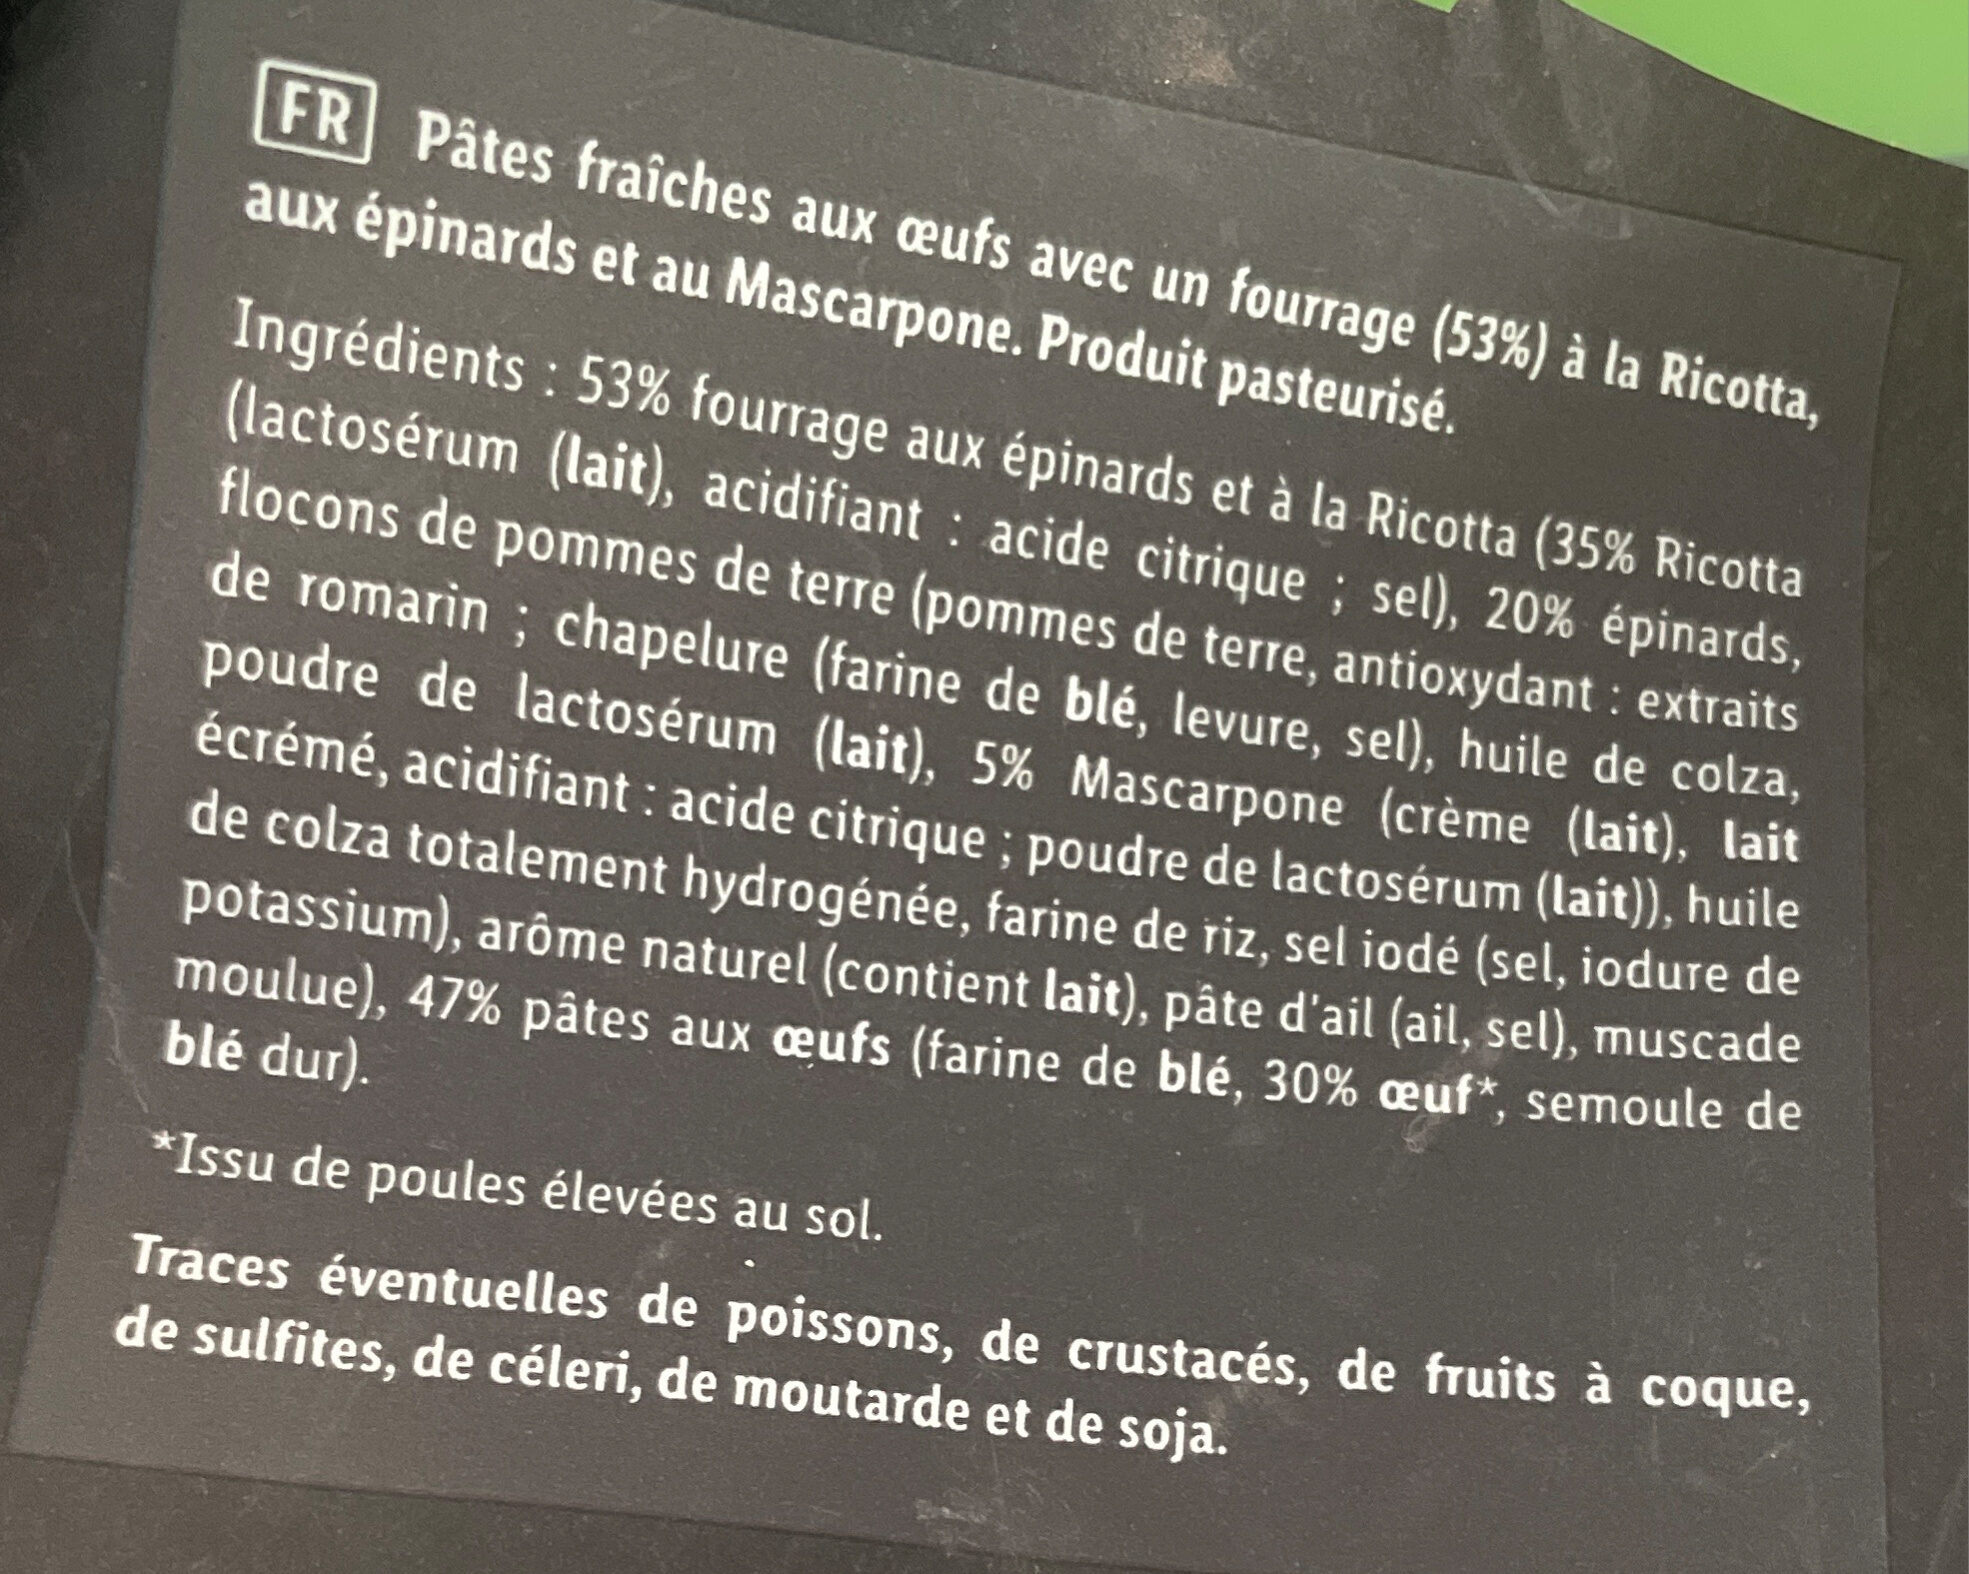 FR Pâtes fraîches aux œufs avec un fourrage (53%) à la Ricotta,
aux épinards et au Mascarpone. Produit pasteurisé.
Ingrédients : 53% fourrage aux épinards et à la Ricotta (35% Ricotta
(lactosérum (lait), acidifiant : acide citrique ; sel), 20% épinards,
flocons de pommes de terre (pommes de terre, antioxydant : extraits
de romarin ; chapelure (farine de blé, levure, sel), huile de colza,
poudre de lactosérum (lait), 5% Mascarpone (crème (lait), lait
écrémé, acidifiant : acide citrique ; poudre de lactosérum (lait)), huile
de colza totalement hydrogénée, farine de riz, sel iodé (sel, iodure de
potassium), arôme naturel (contient lait), pâte d'ail (ail, sel), muscade
moulue), 47% pâtes aux œufs (farine de blé, 30% œuf*, semoule de
blé dur).
*Issu de poules élevées au sol.
Traces éventuelles de poissons, de crustacés, de fruits à coque,
de sulfites, de céleri, de moutarde et de soja.